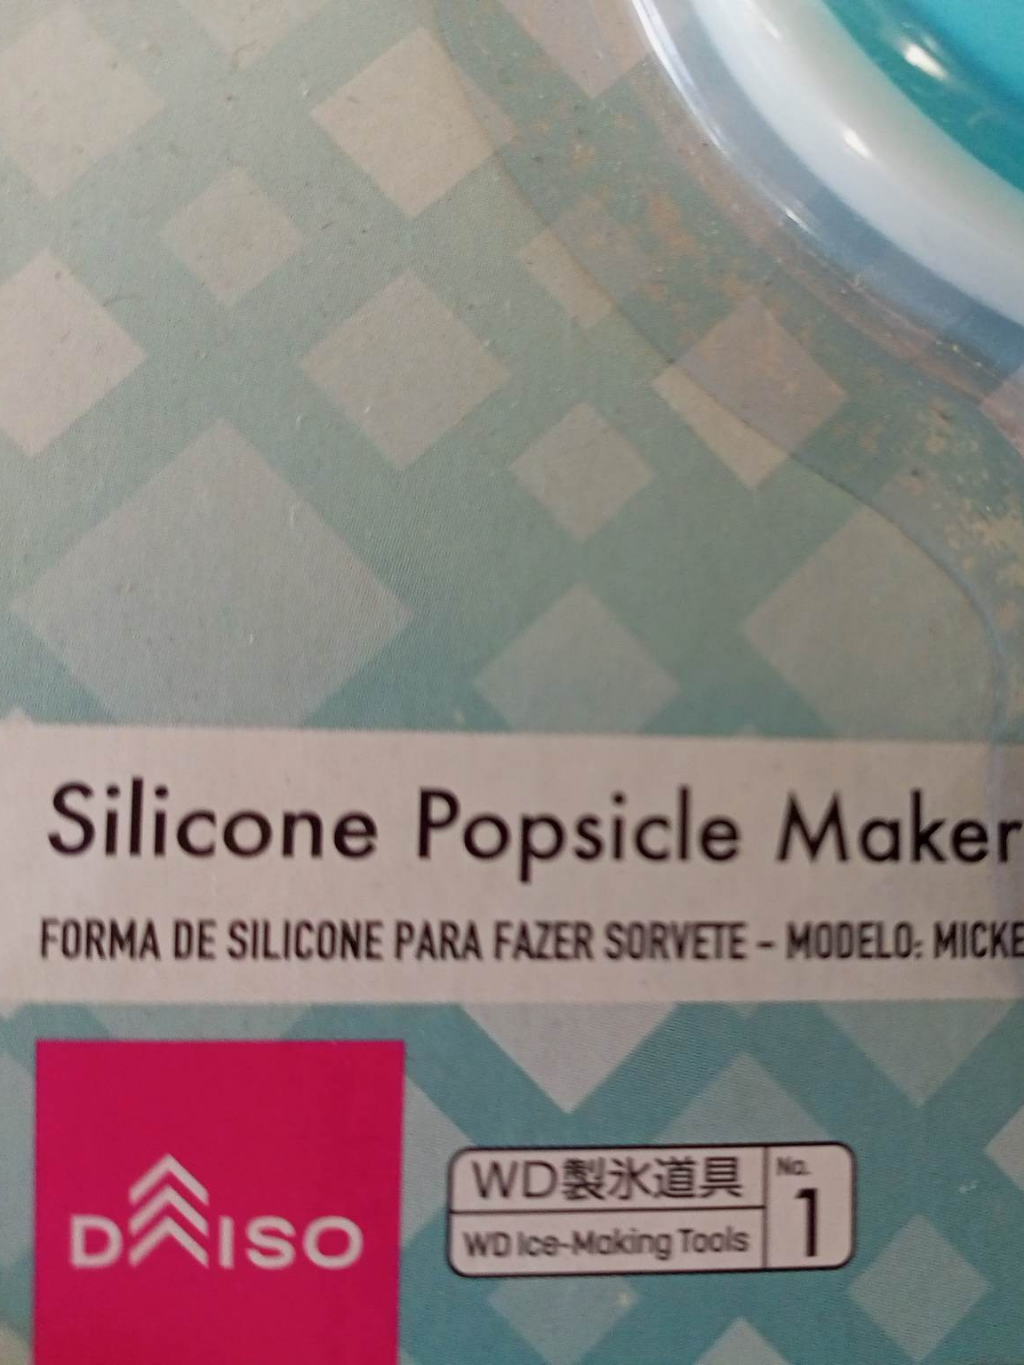 Silicone Popsicle Maker
FORMA DE SILICONE PARA FAZER SORVETE - MODELO: MICKE
DAISO
WD製氷道具
WD Ice-Making Tools
No.
1